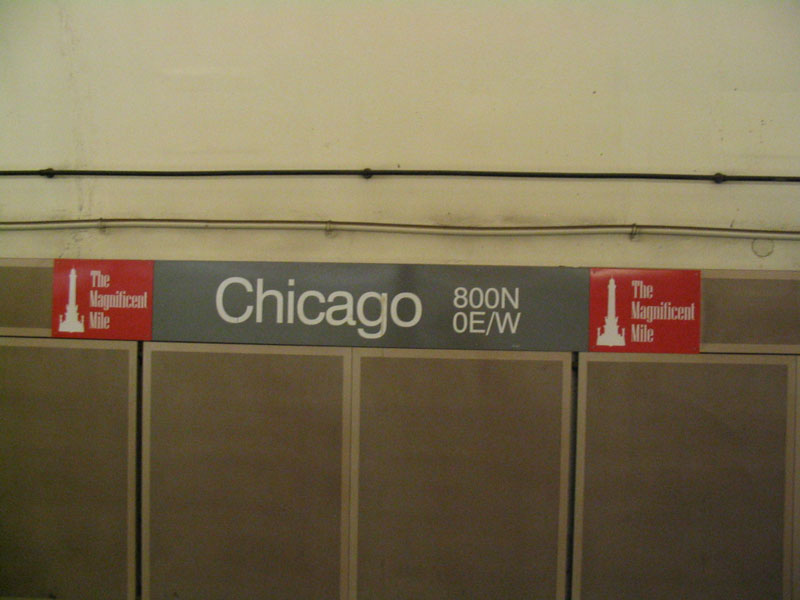 The
Magnificent
Mile
Chicago
800N
0E/W
The
Magnificent
Mile